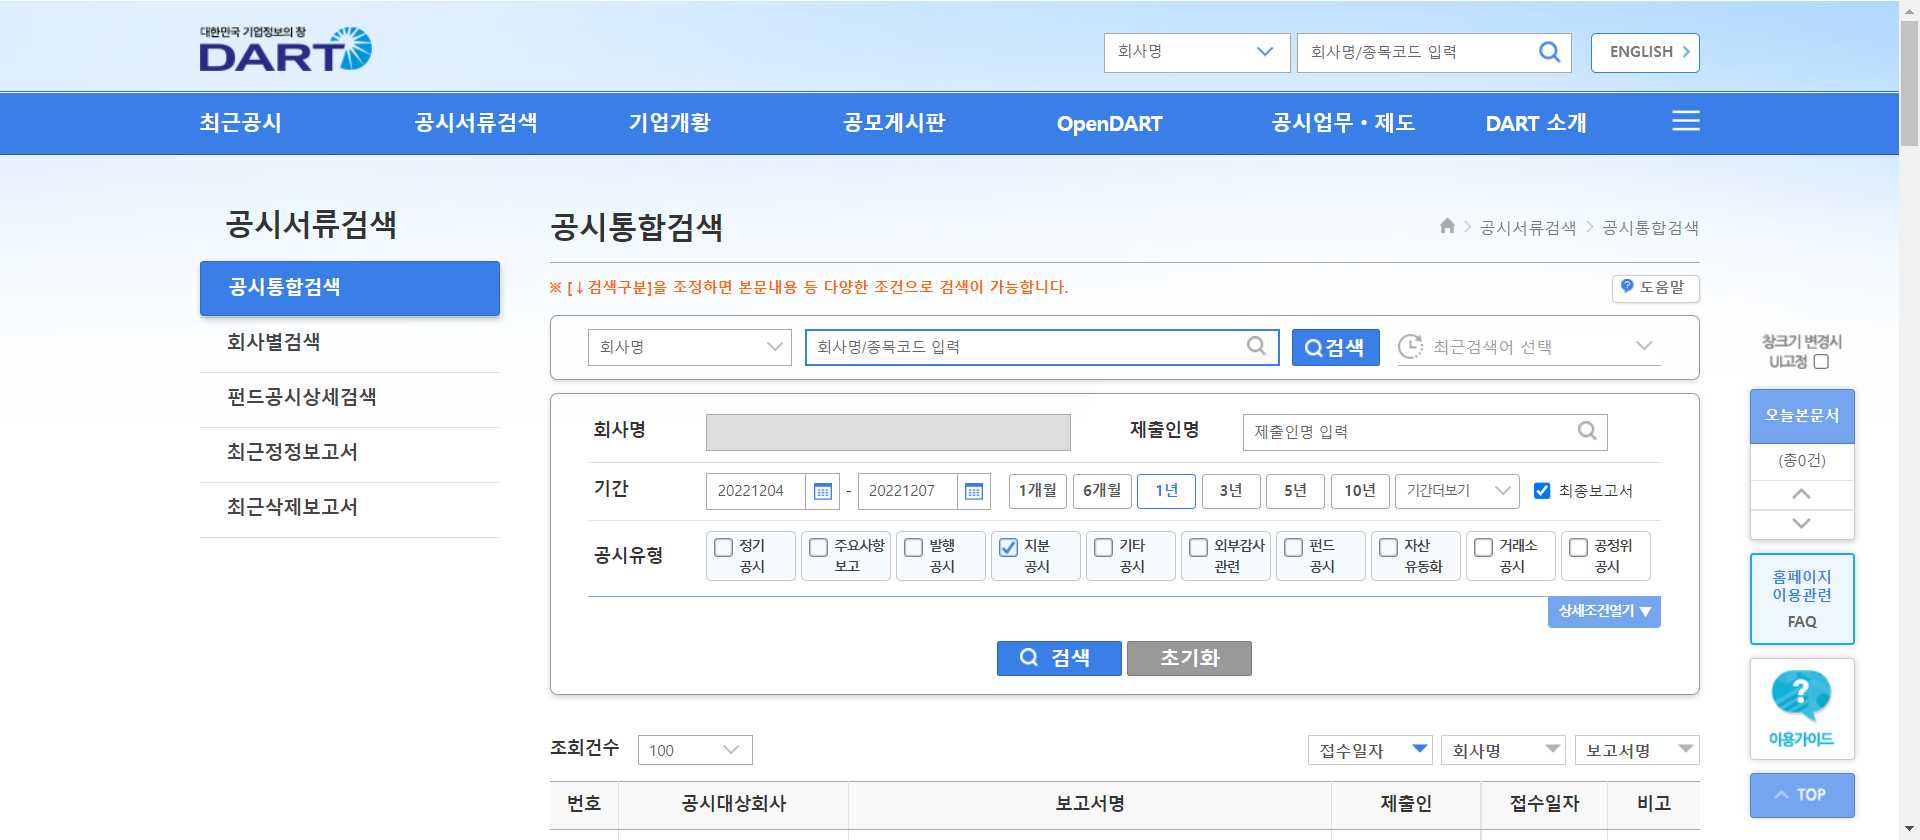 대한민국 기업정보의 창
DART
회사명
회사명/종목코드 입력
ENGLISH
최근공시
공시서류검색
기업개황
공모게시판
OpenDART
공시업무・제도
DART 소개
공시서류검색
공시통합검색
회사별검색
펀드공시상세검색
최근정정보고서
최근삭제보고서
공시통합검색
공시서류검색
공시통합검색
※ [↓검색구분]을 조정하면 본문내용 등 다양한 조건으로 검색이 가능합니다.
도움말
회사명
회사명/종목코드 입력
검색
최근검색어 선택
회사명
제출인명
제출인명 입력
기간
20221204
-
20221207
1개월
6개월
1년
3년
5년
10년
기간더보기
최종보고서
공시유형
정기
공시
주요사항
보고
발행
공시
지분
공시
기타
공시
외부감사
관련
펀드
공시
자산
유동화
거래소
공시
공정위
공시
상세조건열기 ▼
검색
초기화
조회건수
100
접수일자
회사명
보고서명
번호
공시대상회사
보고서명
제출인
접수일자
비고
창크기 변경시
UI고정
오늘본문서
(총0건)
홈페이지
이용관련
FAQ
?
이용가이드
TOP